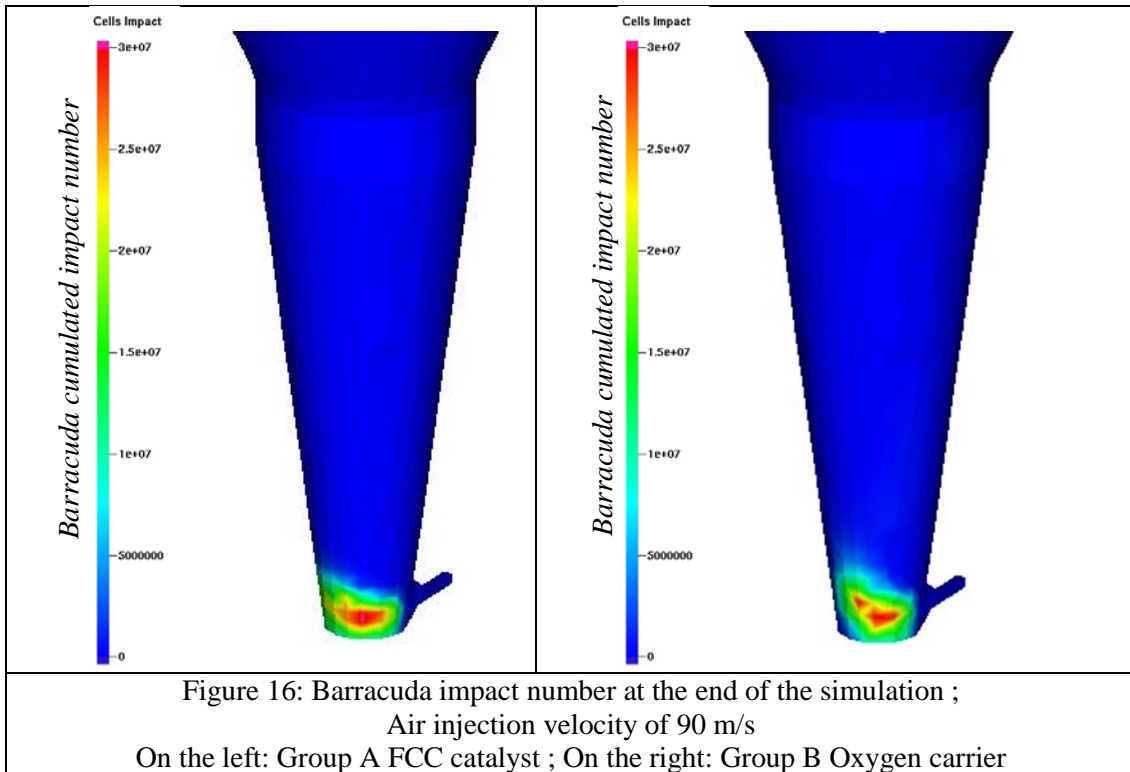 Cells Impact
3e+07
2.5e+07
2e+07
1.5e+07
1e+07
5000000
0
Barracuda cumulated impact number
Cells Impact
3e+07
2.5e+07
2e+07
1.5e+07
1e+07
5000000
0
Barracuda cumulated impact number
Figure 16: Barracuda impact number at the end of the simulation ;
Air injection velocity of 90 m/s
On the left: Group A FCC catalyst ; On the right: Group B Oxygen carrier